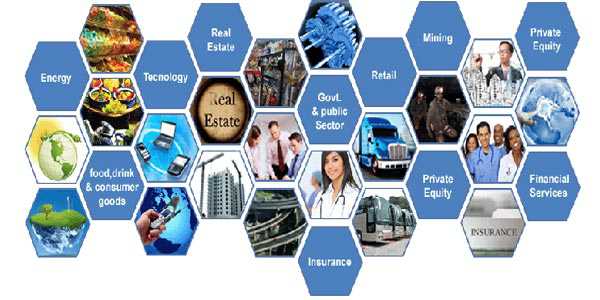 Real
Estate
Mining
Private
Equity
Energy
Tecnology
Retail
Real
Estate
Govt.
& public
Sector
food,drink
& consumer
goods
Private
Equity
Financial
Services
INSURANCE
Insurance